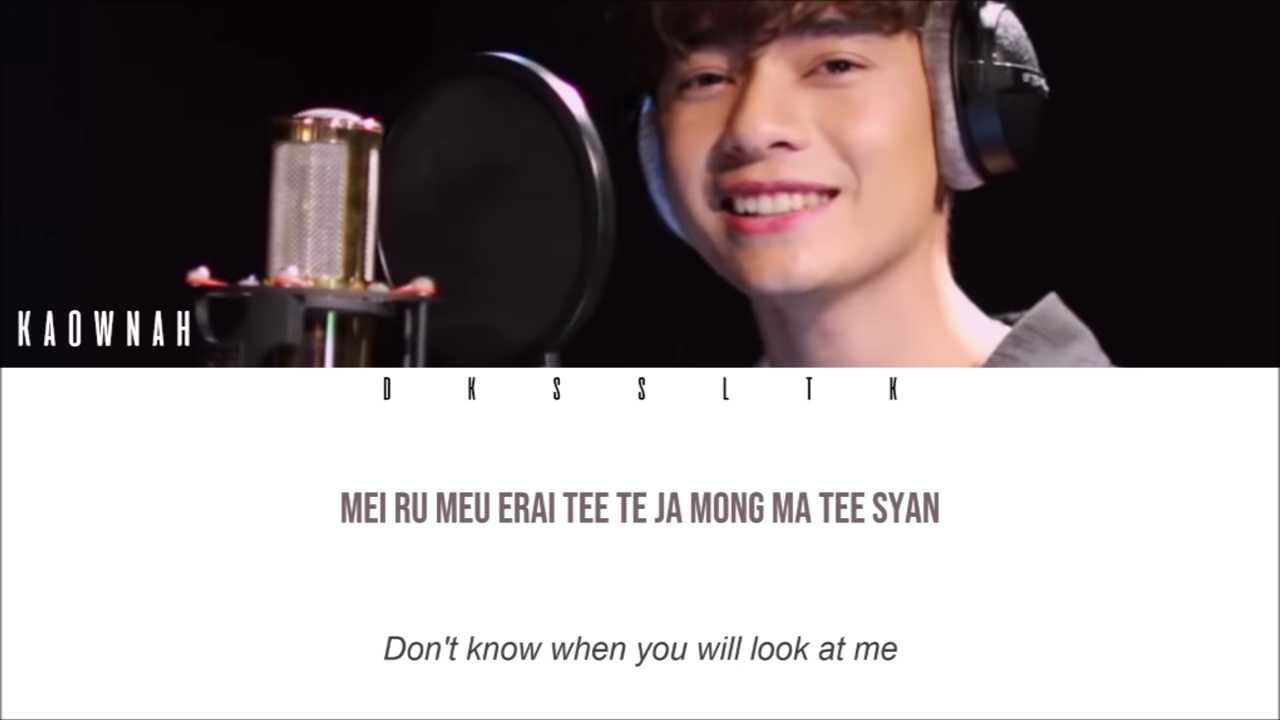 KAOWNAH
DKSSLTK
MEI RU MEU ERAI TEE TE JA MONG MA TEE SYAN
Don't know when you will look at me